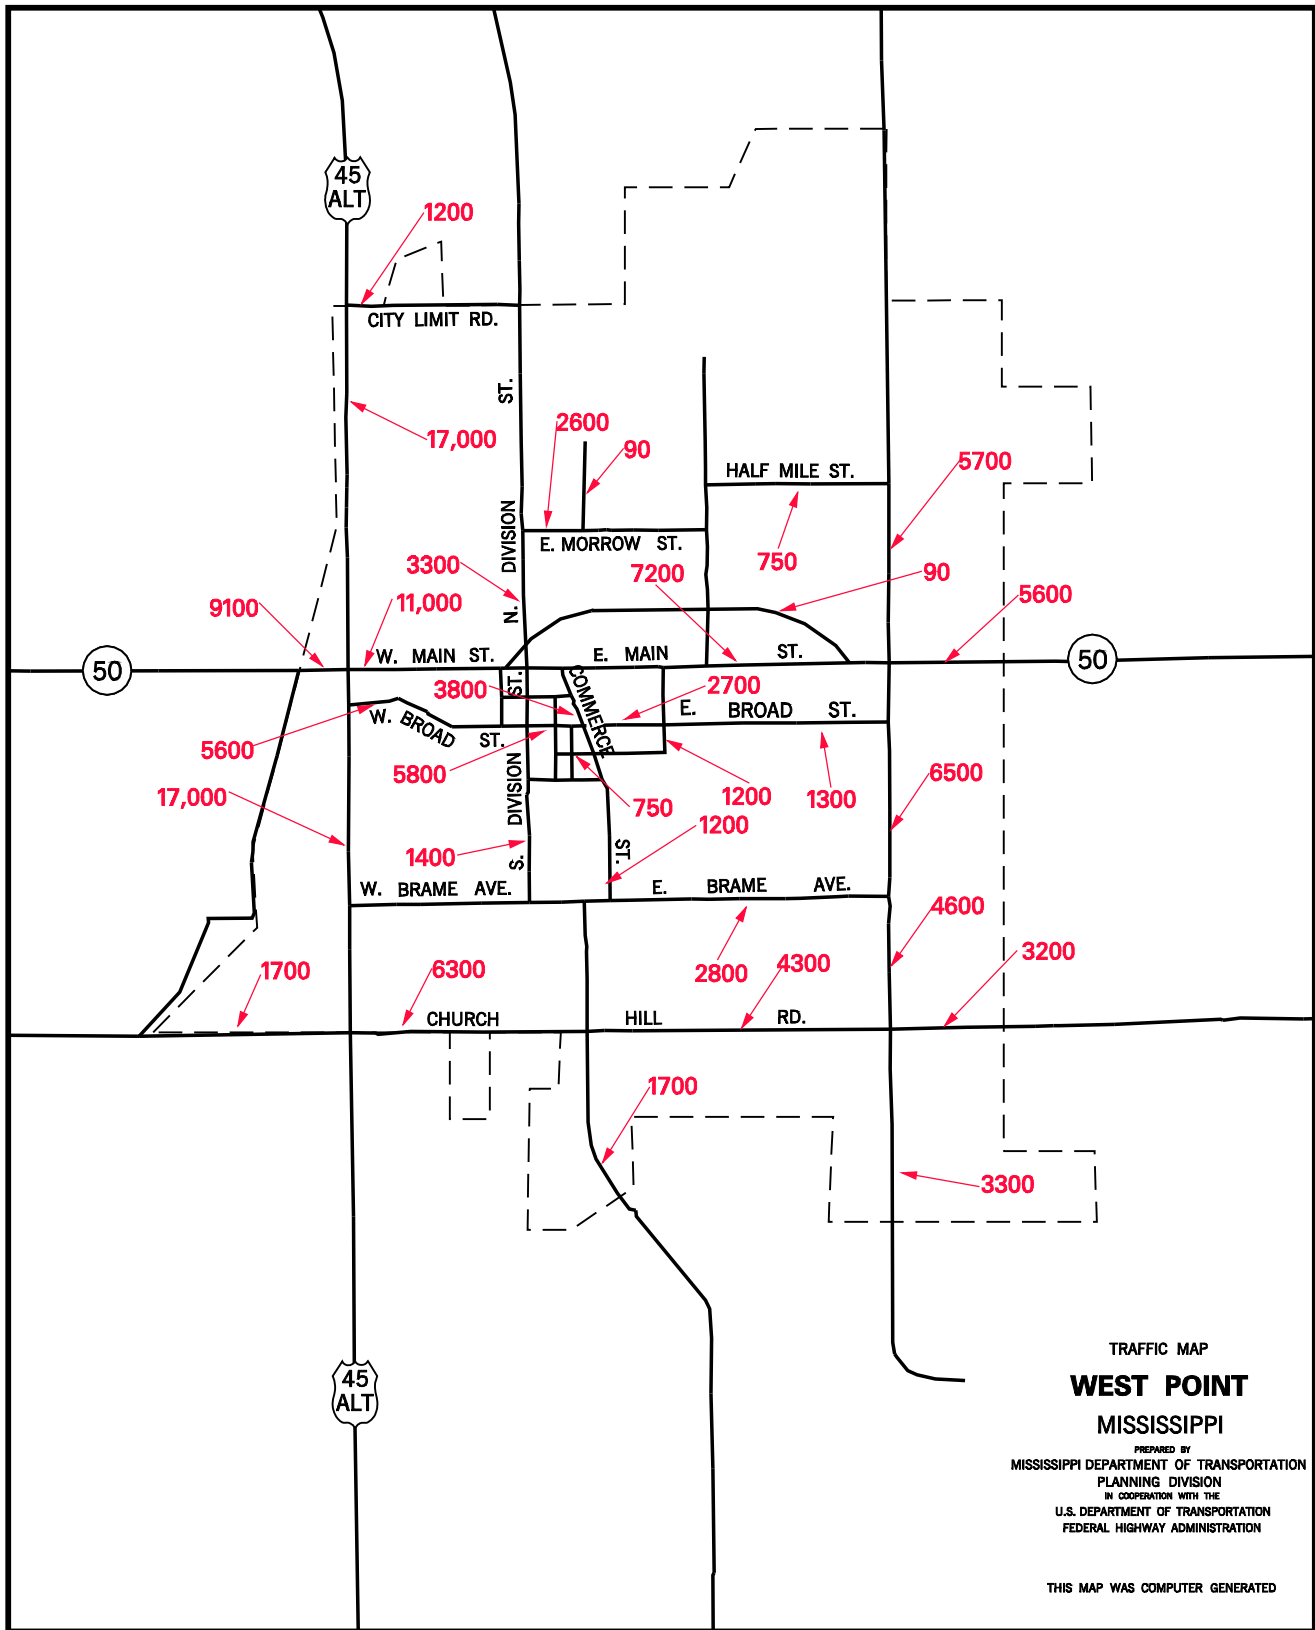 45
ALT
1200
CITY LIMIT RD.
17,000
N. DIVISION ST.
2600
90
HALF MILE ST.
5700
E. MORROW ST.
750
3300
7200
90
9100
11,000
5600
50
W. MAIN ST.
E. MAIN ST.
50
3800
COMMERCE ST.
2700
W. BROAD ST.
E. BROAD ST.
5600
5800
S. DIVISION ST.
17,000
750
1200
1300
6500
1200
1400
W. BRAME AVE.
E. BRAME AVE.
4600
1700
6300
2800
4300
3200
CHURCH HILL RD.
1700
3300
45
ALT
TRAFFIC MAP
WEST POINT
MISSISSIPPI
PREPARED BY
MISSISSIPPI DEPARTMENT OF TRANSPORTATION
PLANNING DIVISION
IN COOPERATION WITH THE
U.S. DEPARTMENT OF TRANSPORTATION
FEDERAL HIGHWAY ADMINISTRATION
THIS MAP WAS COMPUTER GENERATED